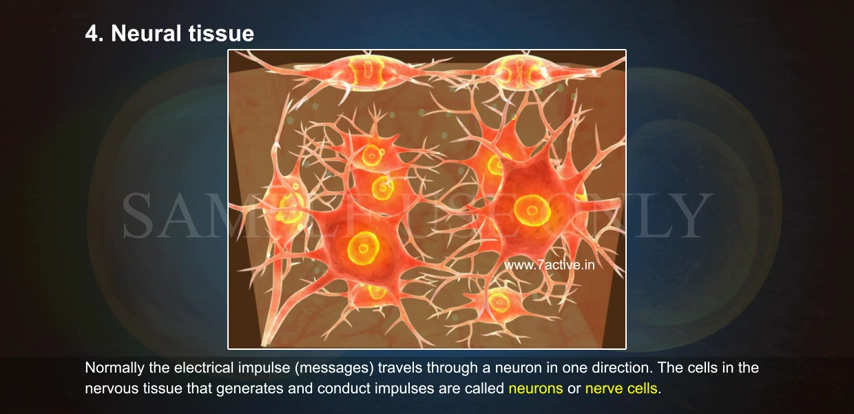 4. Neural tissue
SAMPLE USE ONLY
www.7active.in
Normally the electrical impulse (messages) travels through a neuron in one direction. The cells in the
nervous tissue that generates and conduct impulses are called neurons or nerve cells.